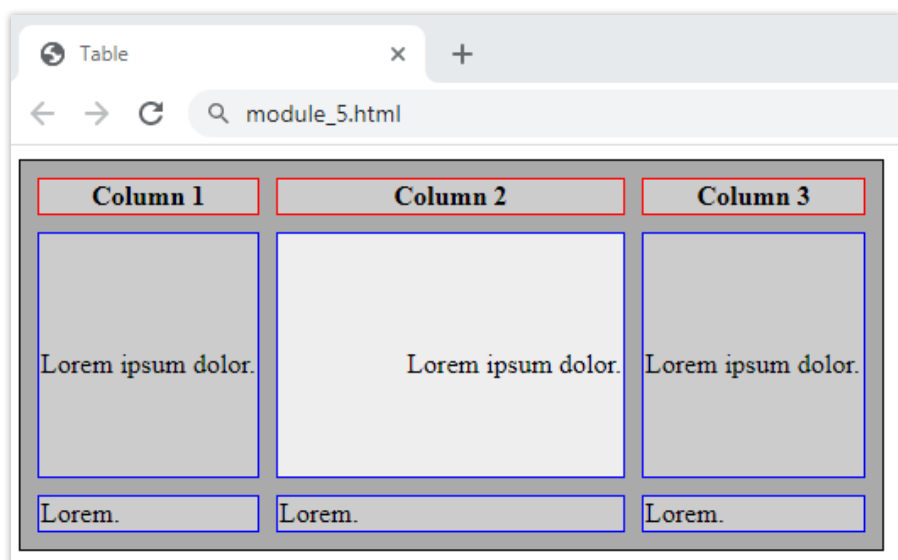 Table
module_5.html
Column 1 Column 2 Column 3
Lorem ipsum dolor. Lorem ipsum dolor. Lorem ipsum dolor.
Lorem. Lorem. Lorem.